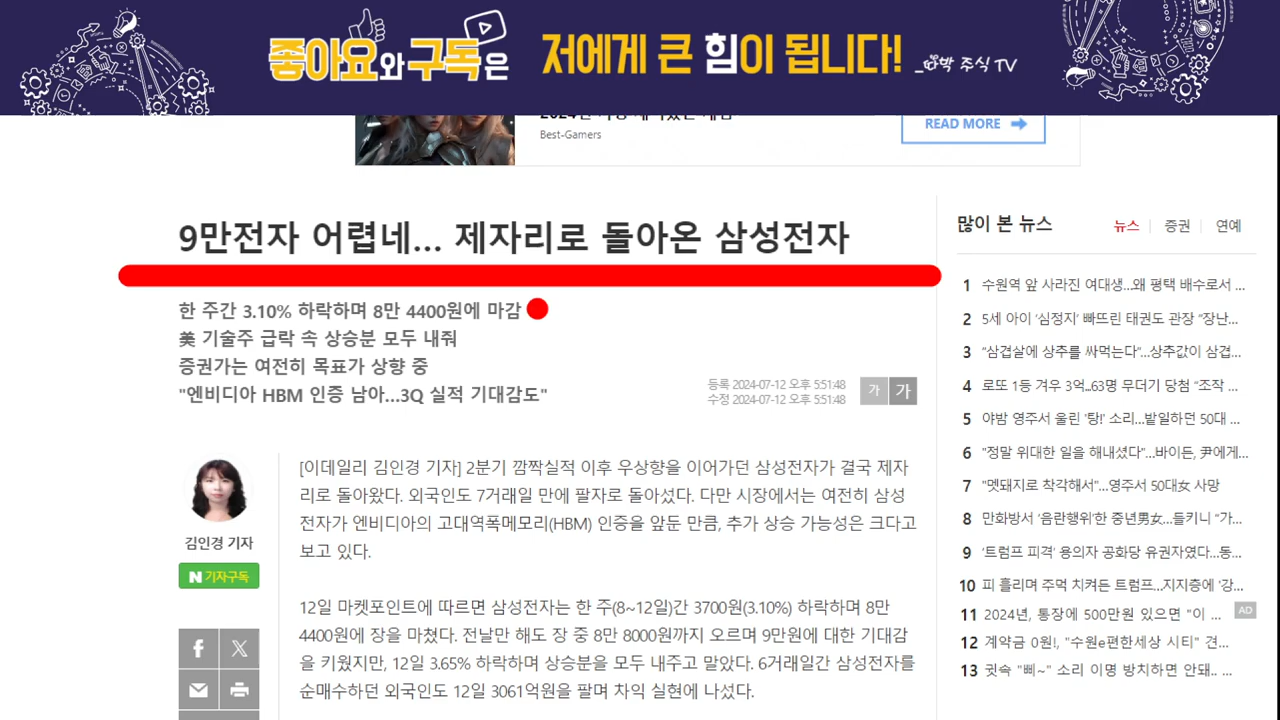 좋아요와 구독은 저에게 큰 힘이 됩니다!
박 주식 TV
Best-Gamers
READ MORE
9만전자 어렵네... 제자리로 돌아온 삼성전자
한 주간 3.10% 하락하며 8만 4400원에 마감
美 기술주 급락 속 상승분 모두 내줘
증권가는 여전히 목표가 상향 중
"엔비디아 HBM 인증 남아...3Q 실적 기대감도"
등록 2024-07-12 오후 5:51:48
수정 2024-07-12 오후 5:51:48
가 가
김인경 기자
N 기자구독
[이데일리 김인경 기자] 2분기 깜짝실적 이후 우상향을 이어가던 삼성전자가 결국 제자
리로 돌아왔다. 외국인도 7거래일 만에 팔자로 돌아섰다. 다만 시장에서는 여전히 삼성
전자가 엔비디아의 고대역폭메모리(HBM) 인증을 앞둔 만큼, 추가 상승 가능성은 크다고
보고 있다.
12일 마켓포인트에 따르면 삼성전자는 한 주(8~12일)간 3700원(3.10%) 하락하며 8만
4400원에 장을 마쳤다. 전날만 해도 장 중 8만 8000원까지 오르며 9만원에 대한 기대감
을 키웠지만, 12일 3.65% 하락하며 상승분을 모두 내주고 말았다. 6거래일간 삼성전자를
순매수하던 외국인도 12일 3061억원을 팔며 차익 실현에 나섰다.
많이 본 뉴스
뉴스 | 증권 | 연예
1 수원역 앞 사라진 여대생...왜 평택 배수로서 ...
2 5세 아이 '심정지' 빠뜨린 태권도 관장 "장난...
3 "삼겹살에 상추를 싸먹는다"...상추값이 삼겹...
4 로또 1등 겨우 3억...63명 무더기 당첨 "조작 ...
5 야밤 영주서 울린 '탕!' 소리...밭일하던 50대 ...
6 "정말 위대한 일을 해내셨다"...바이든, 尹에게...
7 "멧돼지로 착각해서"...영주서 50대女 사망
8 만화방서 '음란행위'한 중년男女...들키니 "가...
9 '트럼프 피격' 용의자 공화당 유권자였다...동...
10 피 흘리며 주먹 치켜든 트럼프...지지층에 '강...
11 2024년, 통장에 500만원 있으면 "이 ...
AD
12 계약금 0원!, "수원e편한세상 시티" 견...
13 귓속 "삐~" 소리 이명 방치하면 안돼.. ...